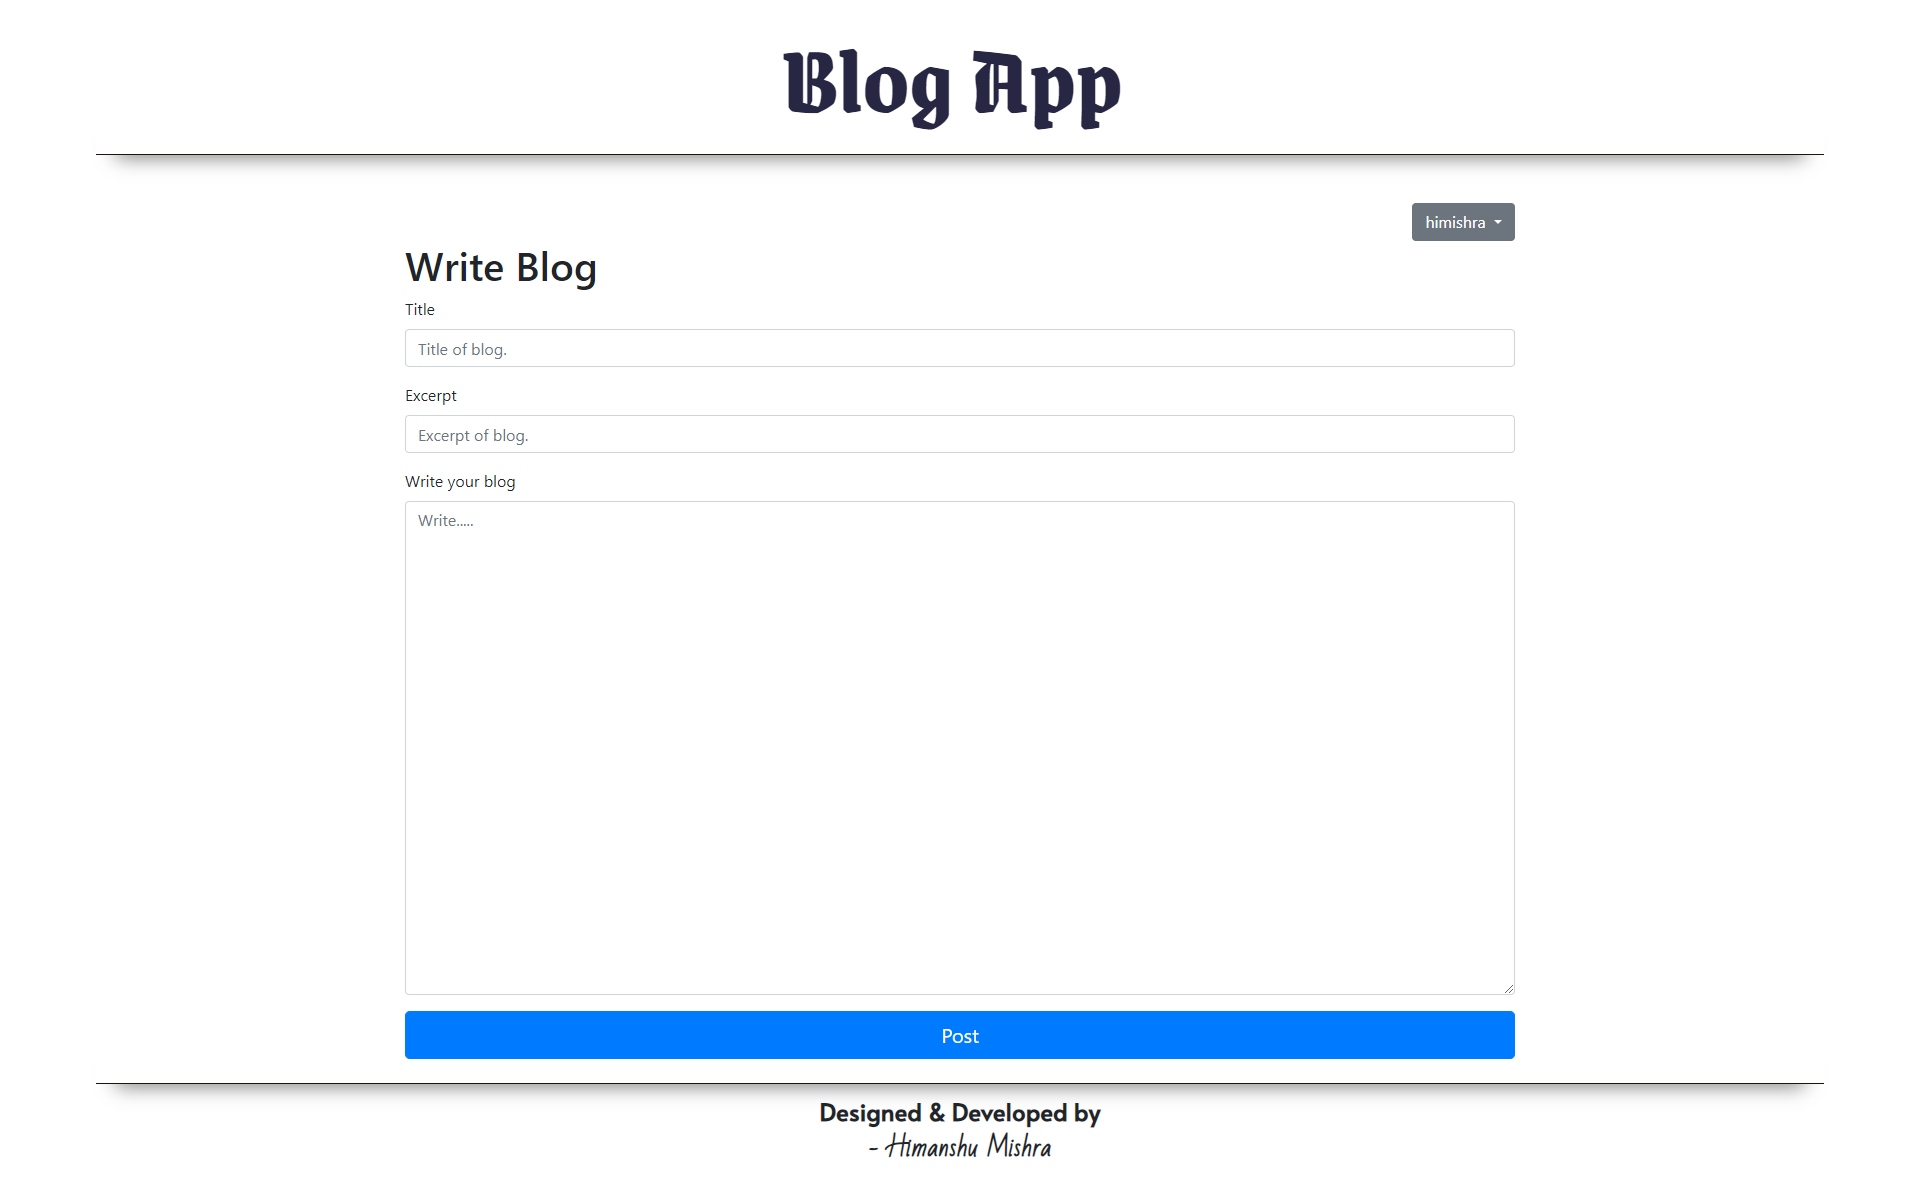 Blog App
himishra
Write Blog
Title
Title of blog.
Excerpt
Excerpt of blog.
Write your blog
Write.....
Post
Designed & Developed by
- Himanshu Mishra